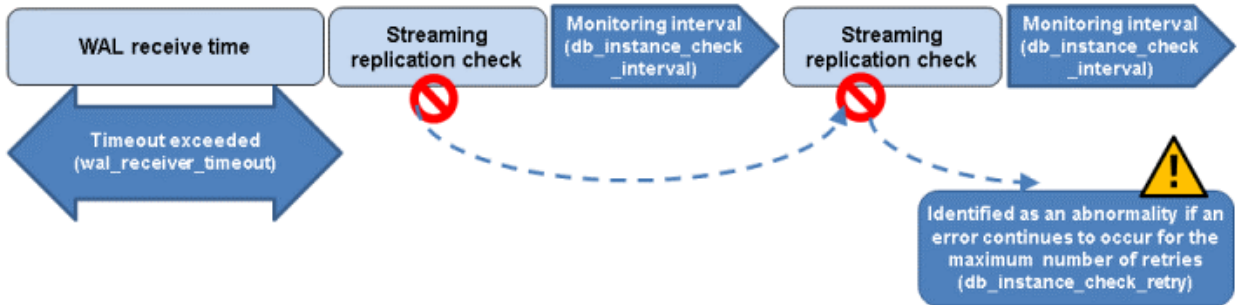 WAL receive time
Streaming
replication check
Monitoring interval
(db_instance_check
_interval)
Streaming
replication check
Monitoring interval
(db_instance_check
_interval)
Timeout exceeded
(wal_receiver_timeout)
!
Identified as an abnormality if an
error continues to occur for the
maximum number of retries
(db_instance_check_retry)